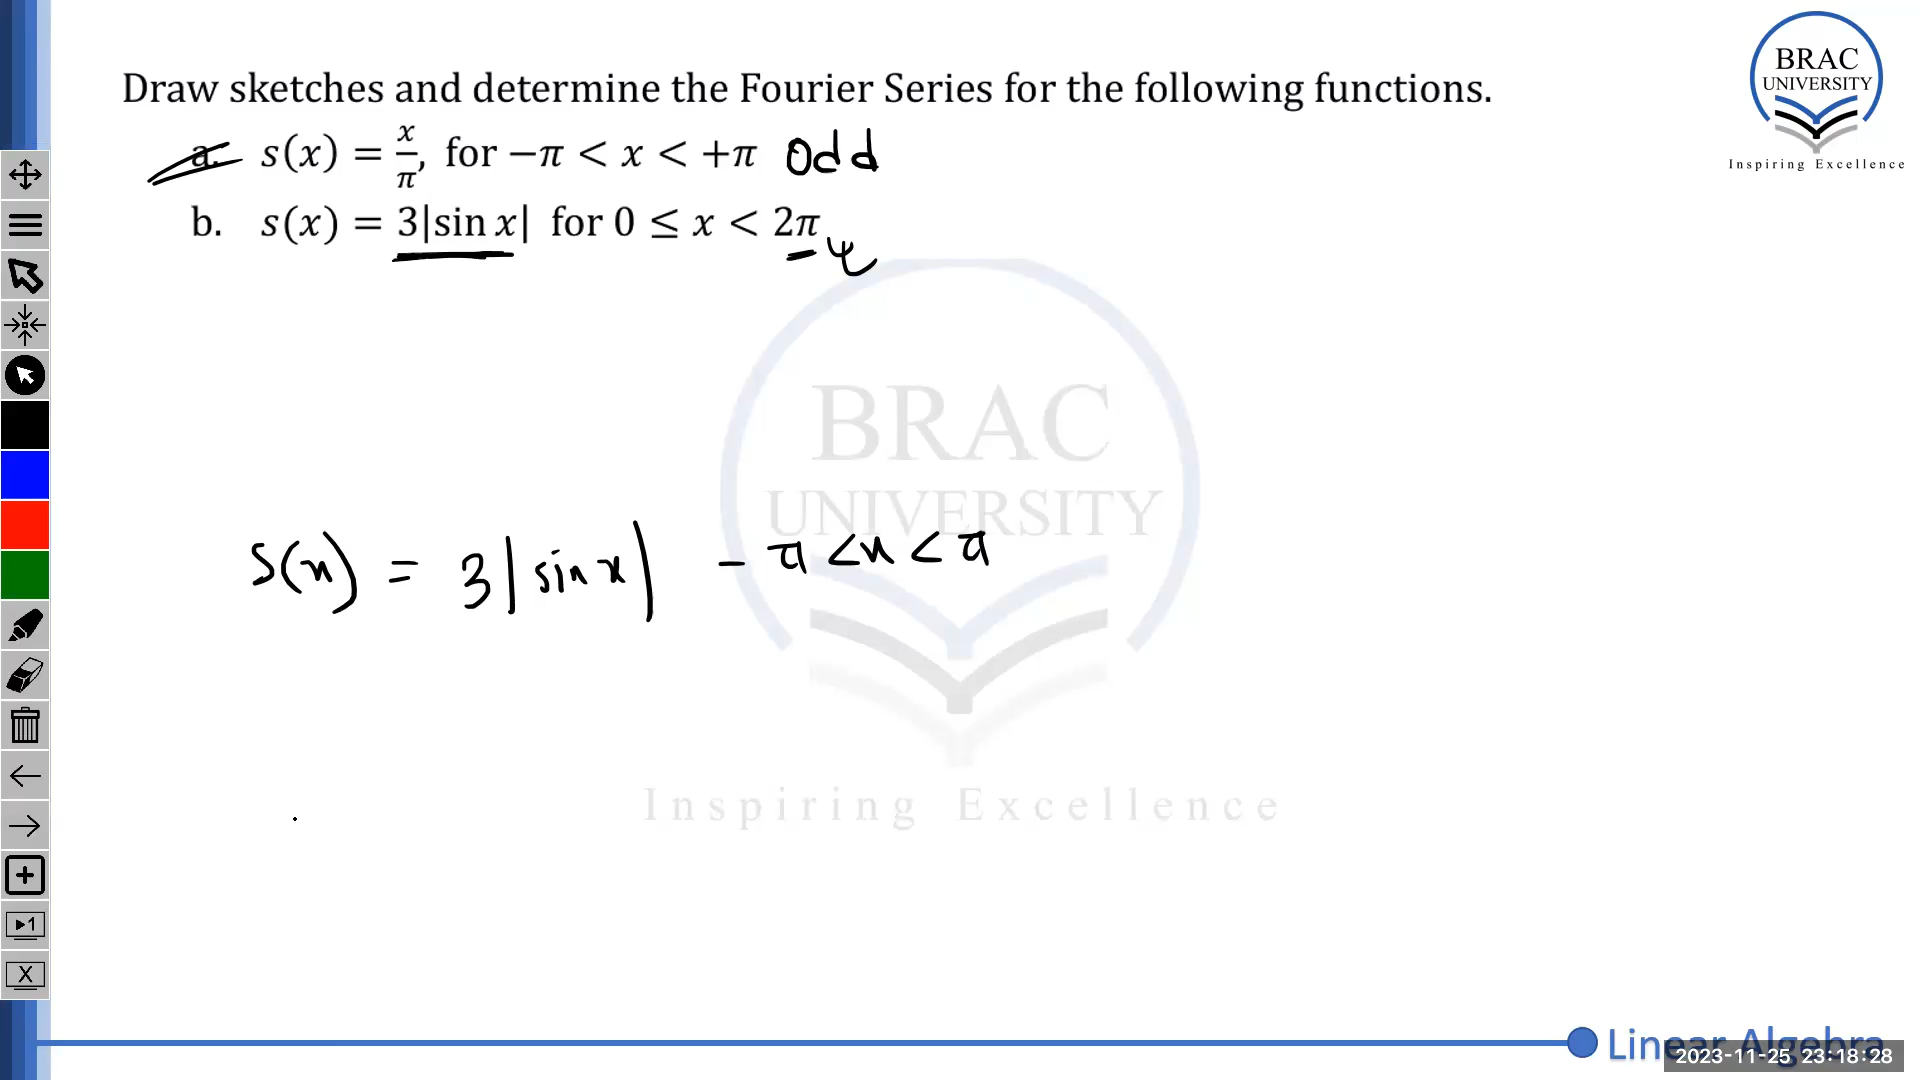 BRAC
UNIVERSITY
Inspiring Excellence
Draw sketches and determine the Fourier Series for the following functions.
a. s(x) = x/π, for −π < x < +π odd
b. s(x) = 3|sin x| for 0 ≤ x < 2π
BRAC
UNIVERSITY
S(x) = 3|sin x| -π < x < π
Inspiring Excellence
1
X
Linear Algebra
2023-11-25 23:18:28